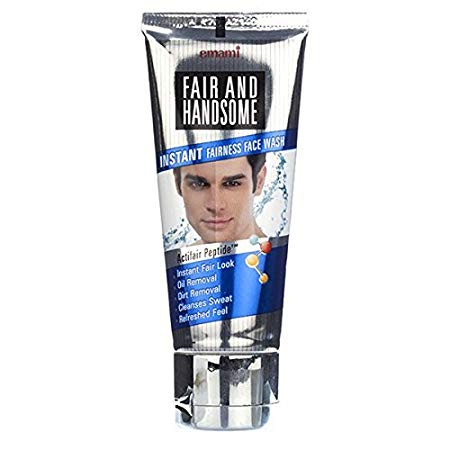 emami
FAIR AND
HANDSOME
INSTANT FAIRNESS FACE WASH
Actifair Peptide™
• Instant Fair Look
• Oil Removal
• Dirt Removal
• Cleanses Sweat
• Refreshed Feel